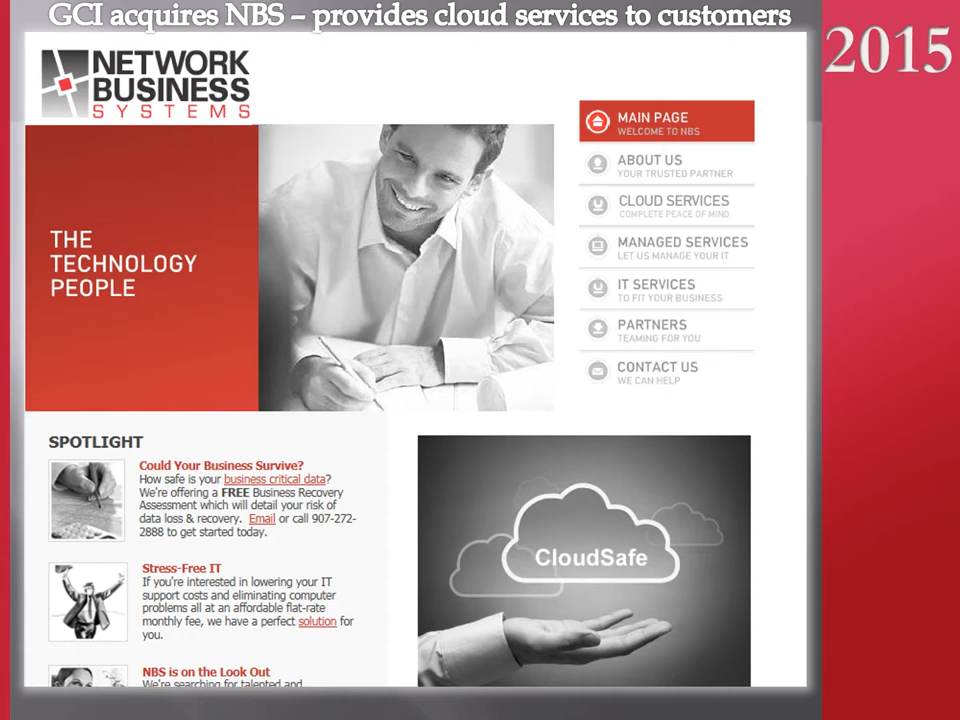 GCI acquires NBS – provides cloud services to customers
2015
NETWORK
BUSINESS
SYSTEMS
THE
TECHNOLOGY
PEOPLE
MAIN PAGE
WELCOME TO NBS
ABOUT US
YOUR TRUSTED PARTNER
CLOUD SERVICES
COMPLETE PEACE OF MIND
MANAGED SERVICES
LET US MANAGE YOUR IT
IT SERVICES
TO FIT YOUR BUSINESS
PARTNERS
TEAMING FOR YOU
CONTACT US
WE CAN HELP
SPOTLIGHT
Could Your Business Survive?
How safe is your business critical data?
We're offering a FREE Business Recovery
Assessment which will detail your risk of
data loss & recovery. Email or call 907-272-
2888 to get started today.
Stress-Free IT
If you're interested in lowering your IT
support costs and eliminating computer
problems all at an affordable flat-rate
monthly fee, we have a perfect solution for
you.
NBS is on the Look Out
We're searching for talented and
CloudSafe